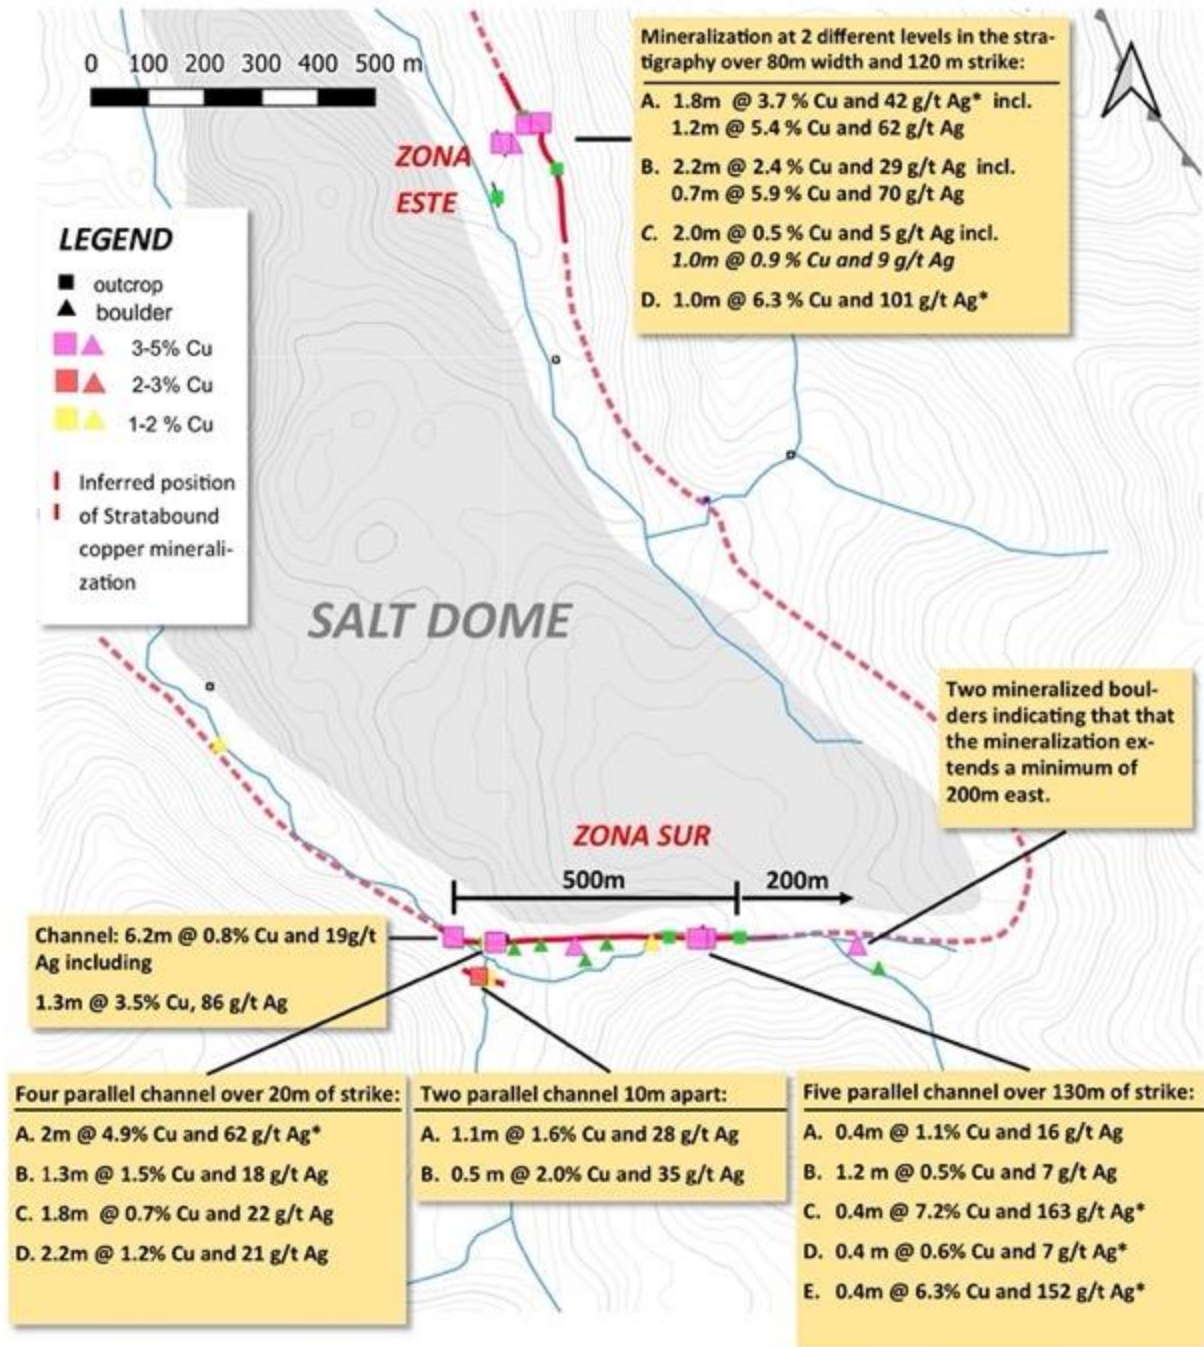 0 100 200 300 400 500 m
Mineralization at 2 different levels in the stra-
tigraphy over 80m width and 120 m strike:
A. 1.8m @ 3.7 % Cu and 42 g/t Ag* incl.
1.2m @ 5.4 % Cu and 62 g/t Ag
B. 2.2m @ 2.4 % Cu and 29 g/t Ag incl.
0.7m @ 5.9 % Cu and 70 g/t Ag
C. 2.0m @ 0.5 % Cu and 5 g/t Ag incl.
1.0m @ 0.9 % Cu and 9 g/t Ag
D. 1.0m @ 6.3 % Cu and 101 g/t Ag*
ZONA
ESTE
LEGEND
outcrop
boulder
3-5% Cu
2-3% Cu
1-2 % Cu
Inferred position
of Stratabound
copper minerali-
zation
SALT DOME
Two mineralized boul-
ders indicating that that
the mineralization ex-
tends a minimum of
200m east.
ZONA SUR
500m 200m
Channel: 6.2m @ 0.8% Cu and 19g/t
Ag including
1.3m @ 3.5% Cu, 86 g/t Ag
Four parallel channel over 20m of strike:
A. 2m @ 4.9% Cu and 62 g/t Ag*
B. 1.3m @ 1.5% Cu and 18 g/t Ag
C. 1.8m @ 0.7% Cu and 22 g/t Ag
D. 2.2m @ 1.2% Cu and 21 g/t Ag
Two parallel channel 10m apart:
A. 1.1m @ 1.6% Cu and 28 g/t Ag
B. 0.5 m @ 2.0% Cu and 35 g/t Ag
Five parallel channel over 130m of strike:
A. 0.4m @ 1.1% Cu and 16 g/t Ag
B. 1.2 m @ 0.5% Cu and 7 g/t Ag
C. 0.4m @ 7.2% Cu and 163 g/t Ag*
D. 0.4 m @ 0.6% Cu and 7 g/t Ag*
E. 0.4m @ 6.3% Cu and 152 g/t Ag*